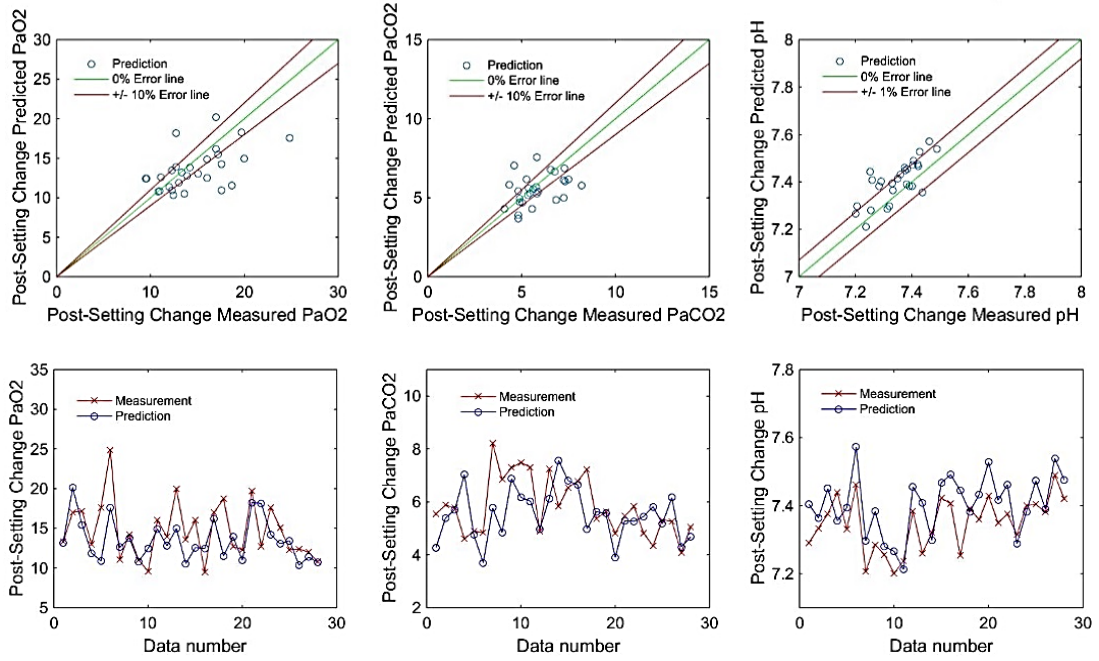 Post-Setting Change Predicted PaO2
30
25
20
15
10
5
0
Prediction
0% Error line
+/- 10% Error line
0
10
20
30
Post-Setting Change Measured PaO2
Post-Setting Change Predicted PaCO2
15
10
5
0
Prediction
0% Error line
+/- 10% Error line
0
5
10
15
Post-Setting Change Measured PaCO2
Post-Setting Change Predicted pH
8
7.8
7.6
7.4
7.2
7
Prediction
0% Error line
+/- 1% Error line
7
7.2
7.4
7.6
7.8
8
Post-Setting Change Measured pH
Post-Setting Change PaO2
35
30
25
20
15
10
5
Measurement
Prediction
0
10
20
30
Data number
Post-Setting Change PaCO2
10
8
6
4
2
Measurement
Prediction
0
10
20
30
Data number
Post-Setting Change pH
7.8
7.6
7.4
7.2
Measurement
Prediction
0
10
20
30
Data number